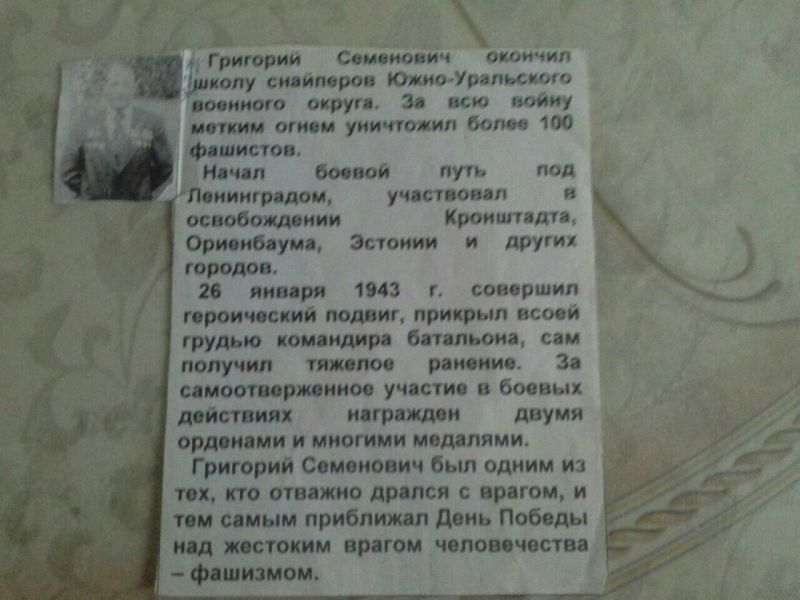 Григорий Семенович окончил
школу снайперов Южно-Уральского
военного округа. За всю войну
метким огнем уничтожил более 100
фашистов.
Начал боевой путь под
Ленинградом, участвовал в
освобождении Кронштадта,
Ориенбаума, Эстонии и других
городов.
26 января 1943 г. совершил
героический подвиг, прикрыл всоей
грудью командира батальона, сам
получил тяжелое ранение. За
самоотверженное участие в боевых
действиях награжден двумя
орденами и многими медалями.
Григорий Семенович был одним из
тех, кто отважно дрался с врагом, и
тем самым приближал День Победы
над жестоким врагом человечества
– фашизмом.